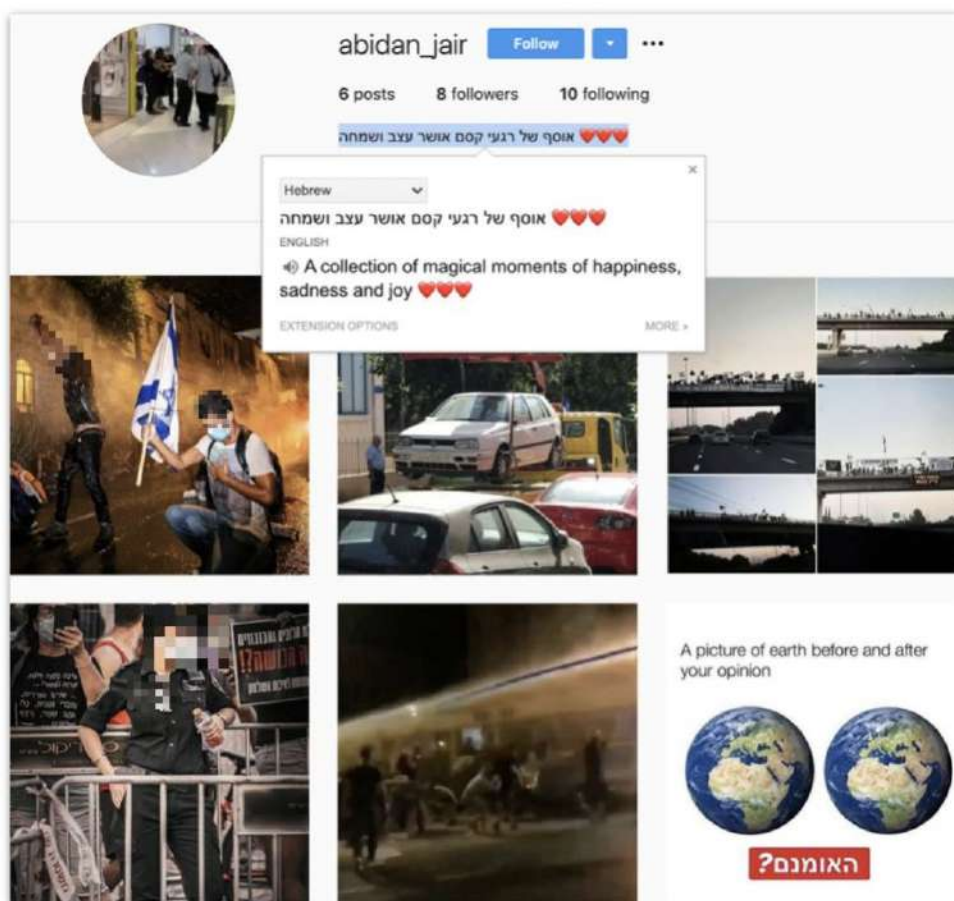 abidan_jair Follow
6 posts 8 followers 10 following
אוסף של רגעי קסם אושר עצב ושמחה ❤️❤️❤️
Hebrew
אוסף של רגעי קסם אושר עצב ושמחה ❤️❤️❤️
ENGLISH
A collection of magical moments of happiness,
sadness and joy ❤️❤️❤️
EXTENSION OPTIONS MORE »
הבושה?!
A picture of earth before and after
your opinion
האומנם?